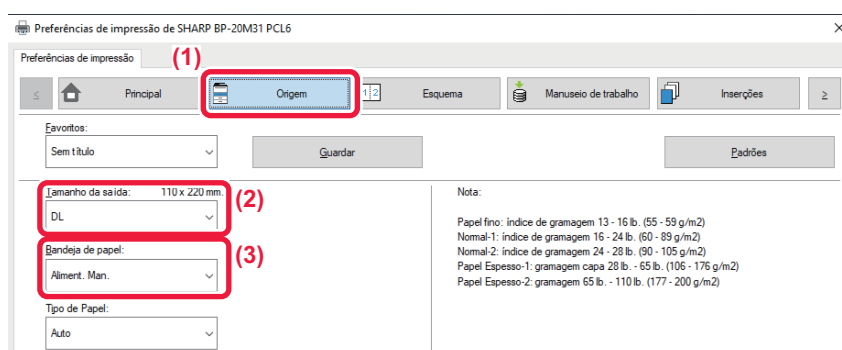 Preferências de impressão de SHARP BP-20M31 PCL6
Preferências de impressão
(1)
≤ Principal Origem 1 2 Esquema Manuseio de trabalho Inserções ≥
Favoritos:
Sem título Guardar Padrões
Tamanho da saída: 110 x 220 mm.
(2)
DL
Bandeja de papel:
(3)
Aliment. Man.
Tipo de Papel:
Auto
Nota:
Papel fino: índice de gramagem 13 - 16 lb. (55 - 59 g/m2)
Normal-1: índice de gramagem 16 - 24 lb. (60 - 89 g/m2)
Normal-2: índice de gramagem 24 - 28 lb. (90 - 105 g/m2)
Papel Espesso-1: gramagem capa 28 lb. - 65 lb. (106 - 176 g/m2)
Papel Espesso-2: gramagem 65 lb. - 110 lb. (177 - 200 g/m2)